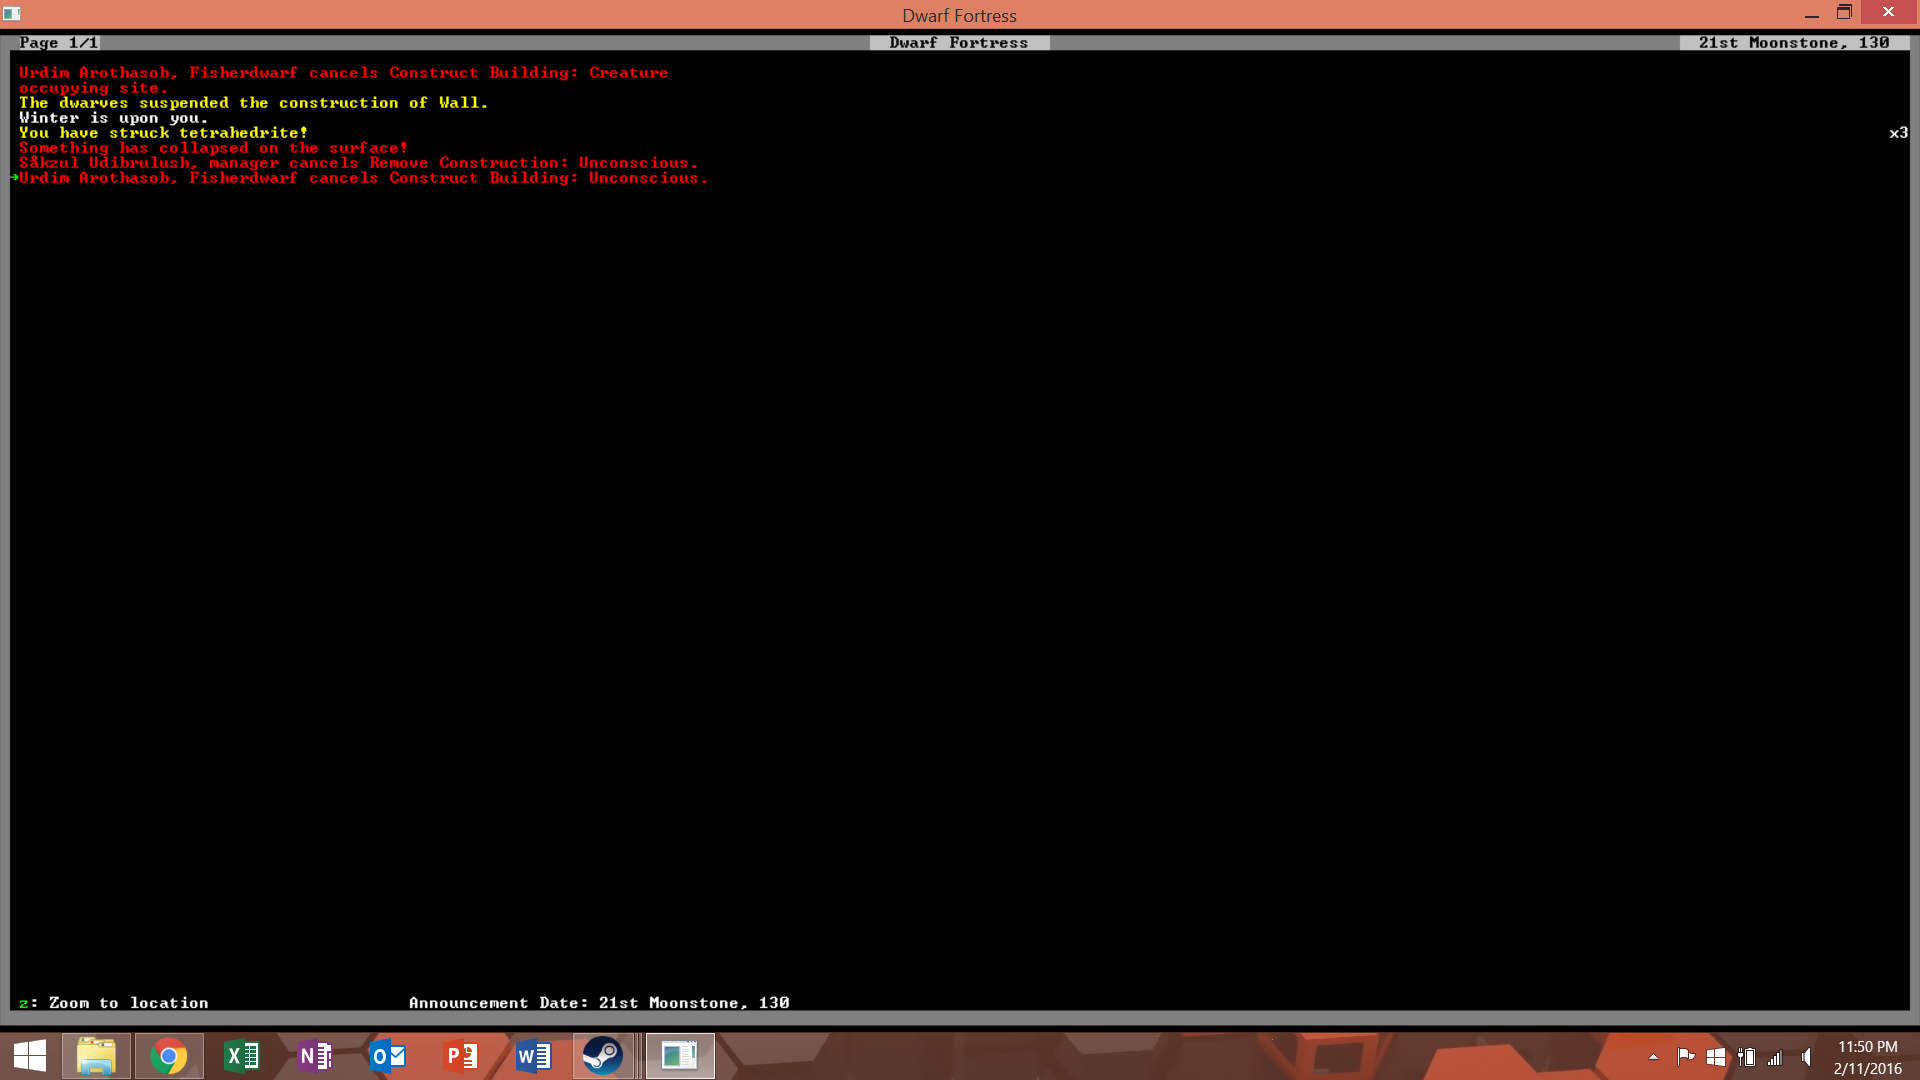 Dwarf Fortress
Page 1/1
Dwarf Fortress
21st Moonstone, 130
Urdim Arothasob, Fisherdwarf cancels Construct Building: Creature
occupying site.
The dwarves suspended the construction of Wall.
Winter is upon you.
You have struck tetrahedrite! x3
Something has collapsed on the surface!
Såkzul Udibrulush, manager cancels Remove Construction: Unconscious.
→Urdim Arothasob, Fisherdwarf cancels Construct Building: Unconscious.
z: Zoom to location
Announcement Date: 21st Moonstone, 130
11:50 PM
2/11/2016